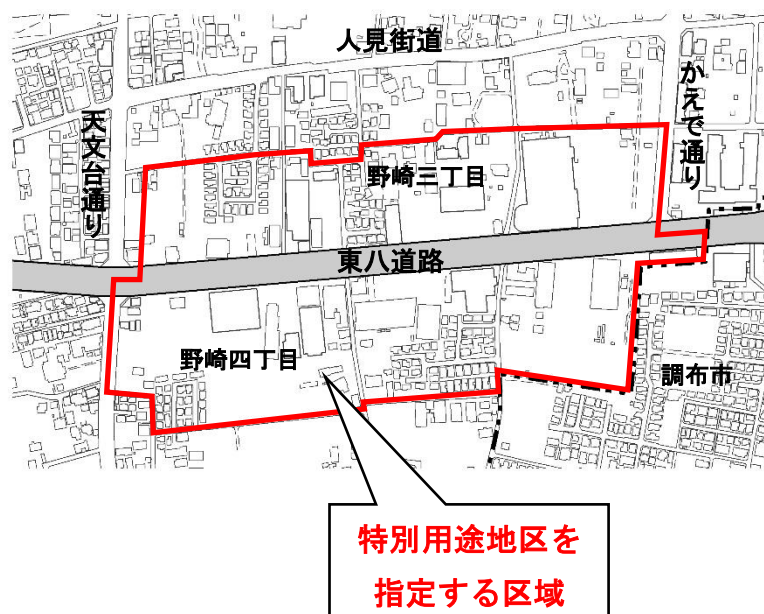 人見街道
かえで通り
天文台通り
野崎三丁目
東八道路
野崎四丁目
調布市
特別用途地区を
指定する区域